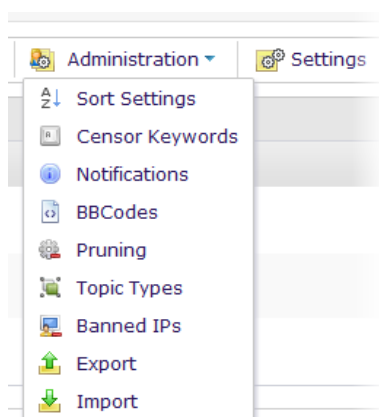 Administration Settings
Sort Settings
Censor Keywords
Notifications
BBCodes
Pruning
Topic Types
Banned IPs
Export
Import